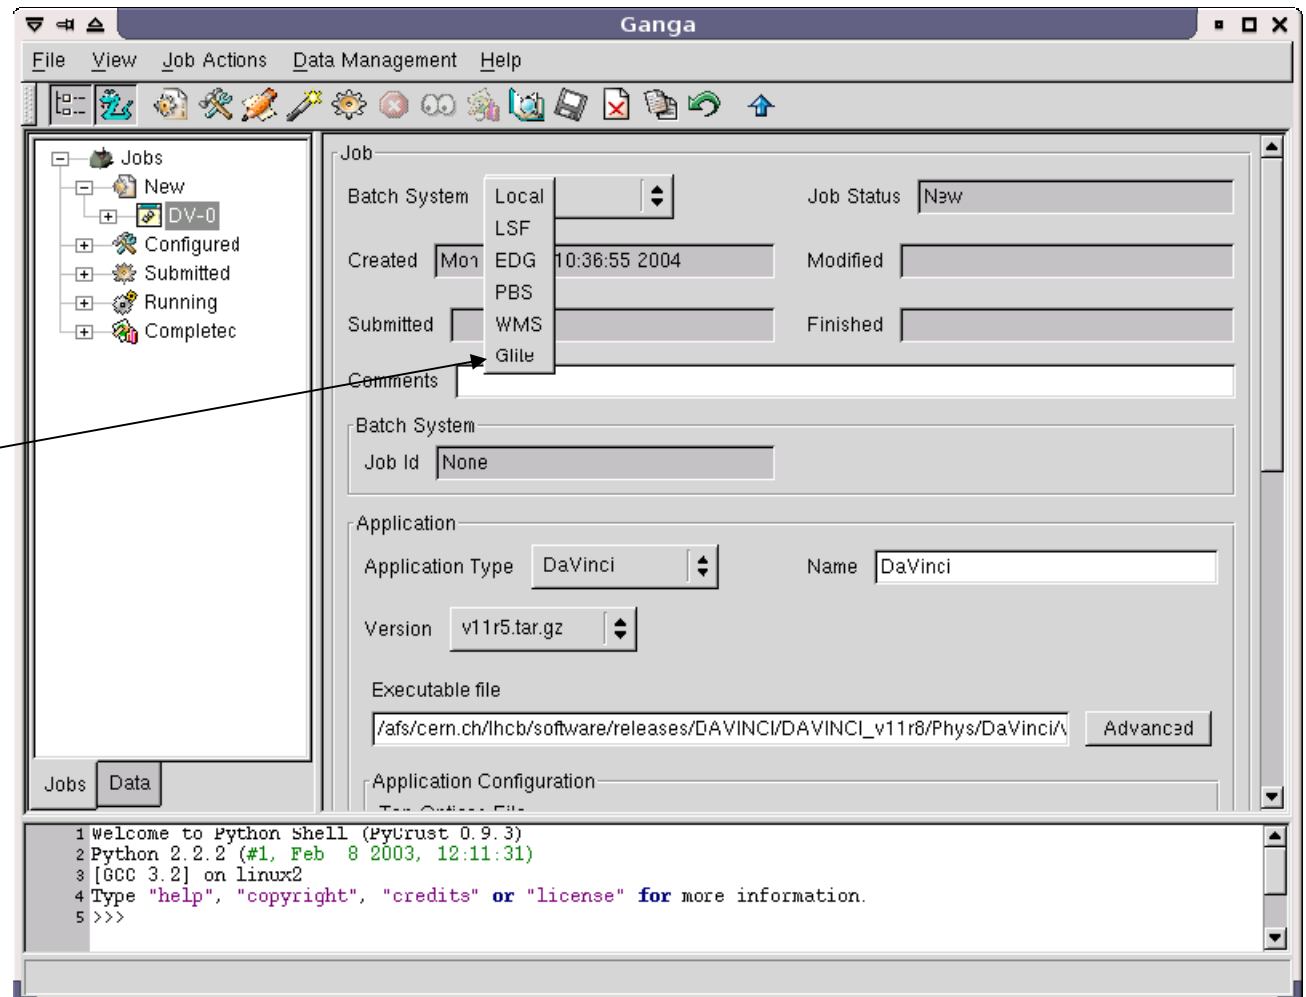 Ganga
File View Job Actions Data Management Help
Jobs
New
DV-0
Configured
Submitted
Running
Completec
Jobs Data
Job
Batch System
Local
LSF
EDG
PBS
WMS
Glite
Job Status New
Created Mon 10:36:55 2004
Modified
Submitted
Finished
Comments
Batch System
Job Id None
Application
Application Type DaVinci
Name DaVinci
Version v11r5.tar.gz
Executable file
/afs/cern.ch/lhcb/software/releases/DAVINCI/DAVINCI_v11r8/Phys/DaVinci/v
Advanced
Application Configuration
1 Welcome to Python Shell (PyCrust 0.9.3)
2 Python 2.2.2 (#1, Feb 8 2003, 12:11:31)
3 [GCC 3.2] on linux2
4 Type "help", "copyright", "credits" or "license" for more information.
5 >>>